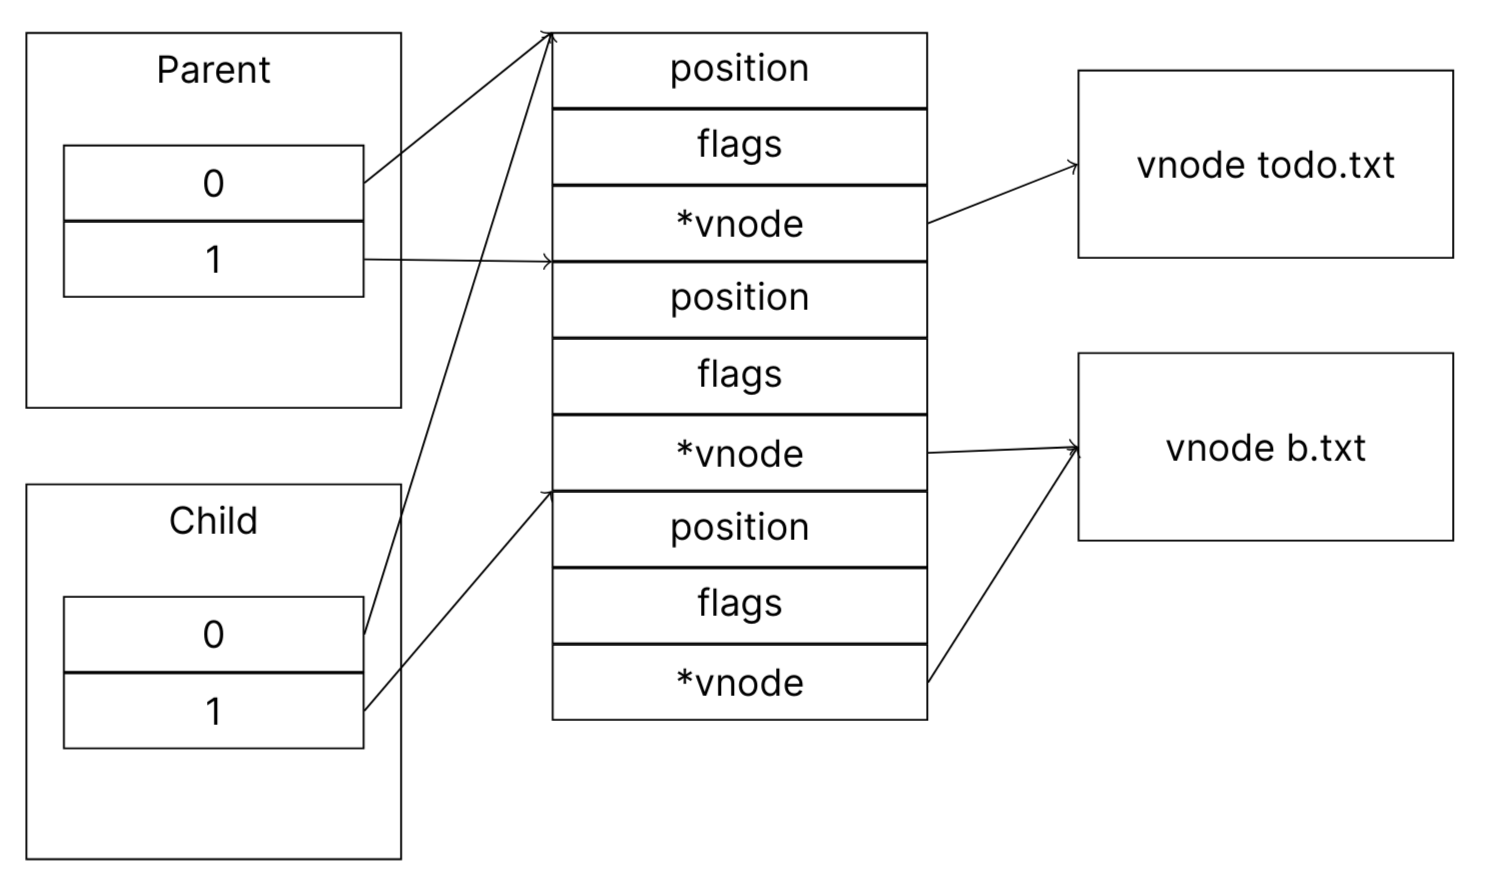 Parent
0
1
Child
0
1
position
flags
*vnode
position
flags
*vnode
position
flags
*vnode
vnode todo.txt
vnode b.txt